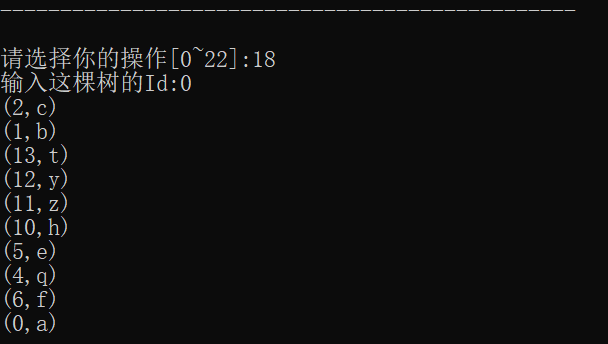 ------------------------------------------------
请选择你的操作[0~22]:18
输入这棵树的Id:0
(2,c)
(1,b)
(13,t)
(12,y)
(11,z)
(10,h)
(5,e)
(4,q)
(6,f)
(0,a)